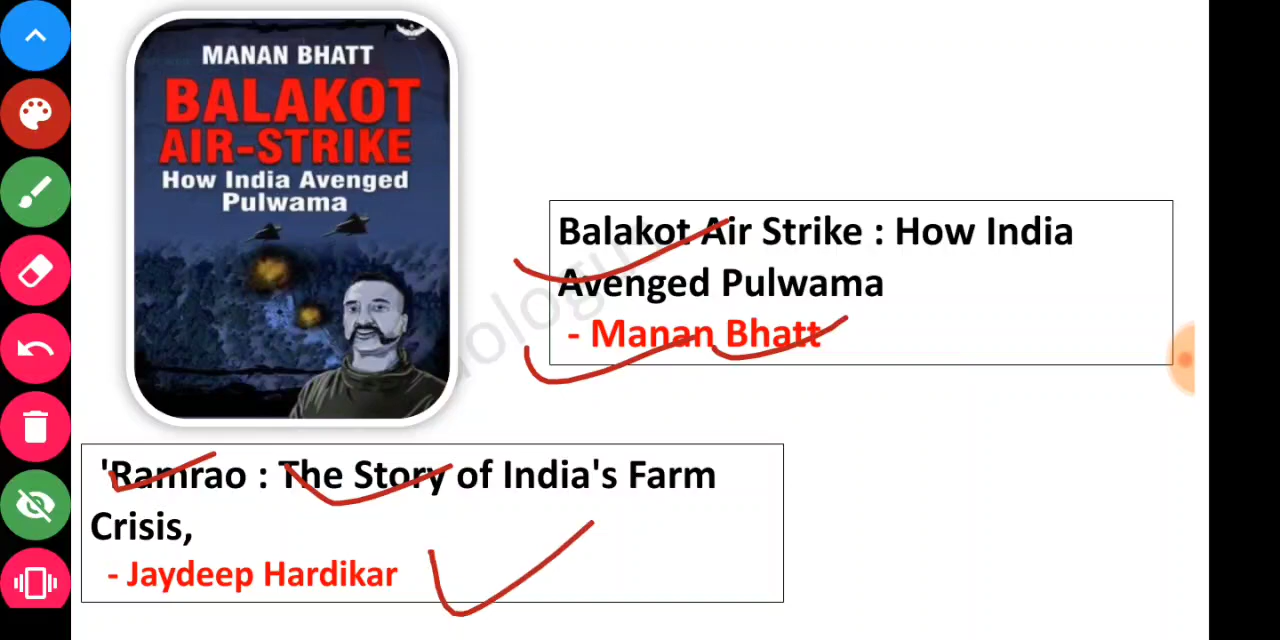 MANAN BHATT
BALAKOT
AIR-STRIKE
How India Avenged
Pulwama
Balakot Air Strike : How India
Avenged Pulwama
- Manan Bhatt
'Ramrao : The Story of India's Farm
Crisis,
- Jaydeep Hardikar